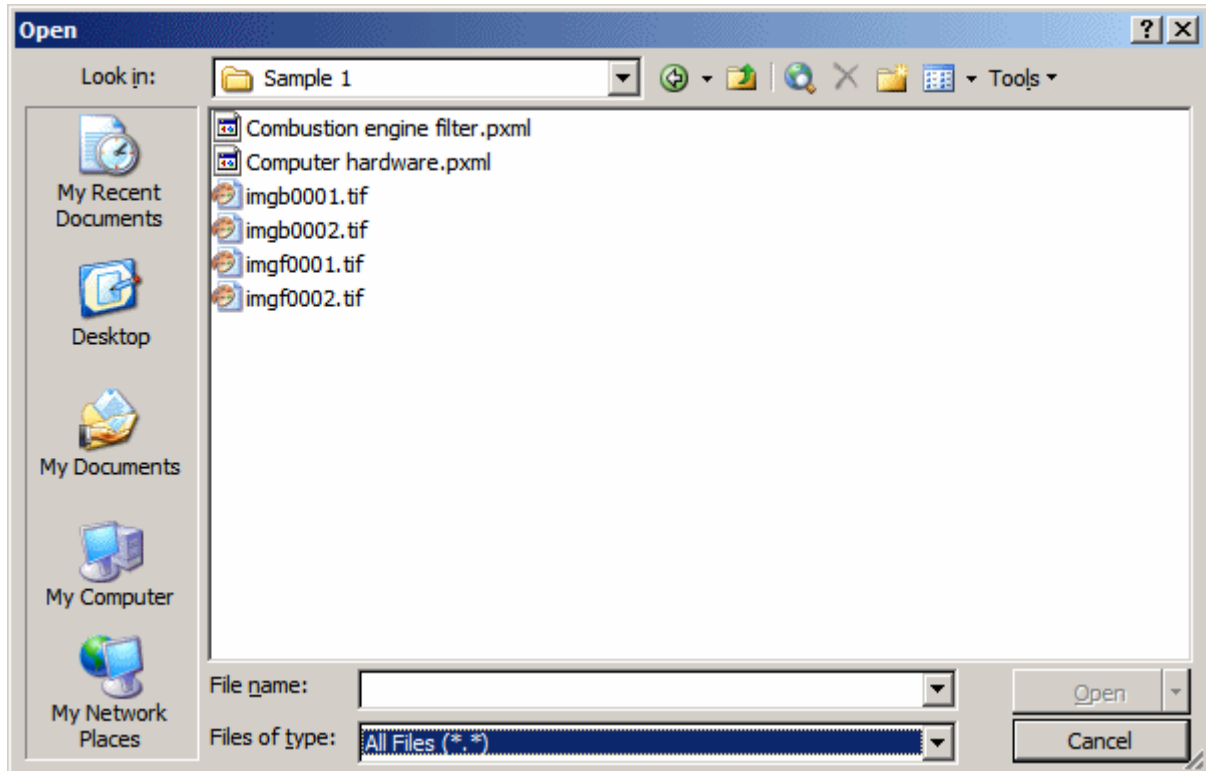 Open
Look in:
Sample 1
Tools
Combustion engine filter.pxml
Computer hardware.pxml
imgb0001.tif
imgb0002.tif
imgf0001.tif
imgf0002.tif
My Recent
Documents
Desktop
My Documents
My Computer
My Network
Places
File name:
Open
Files of type:
All Files (*.*)
Cancel